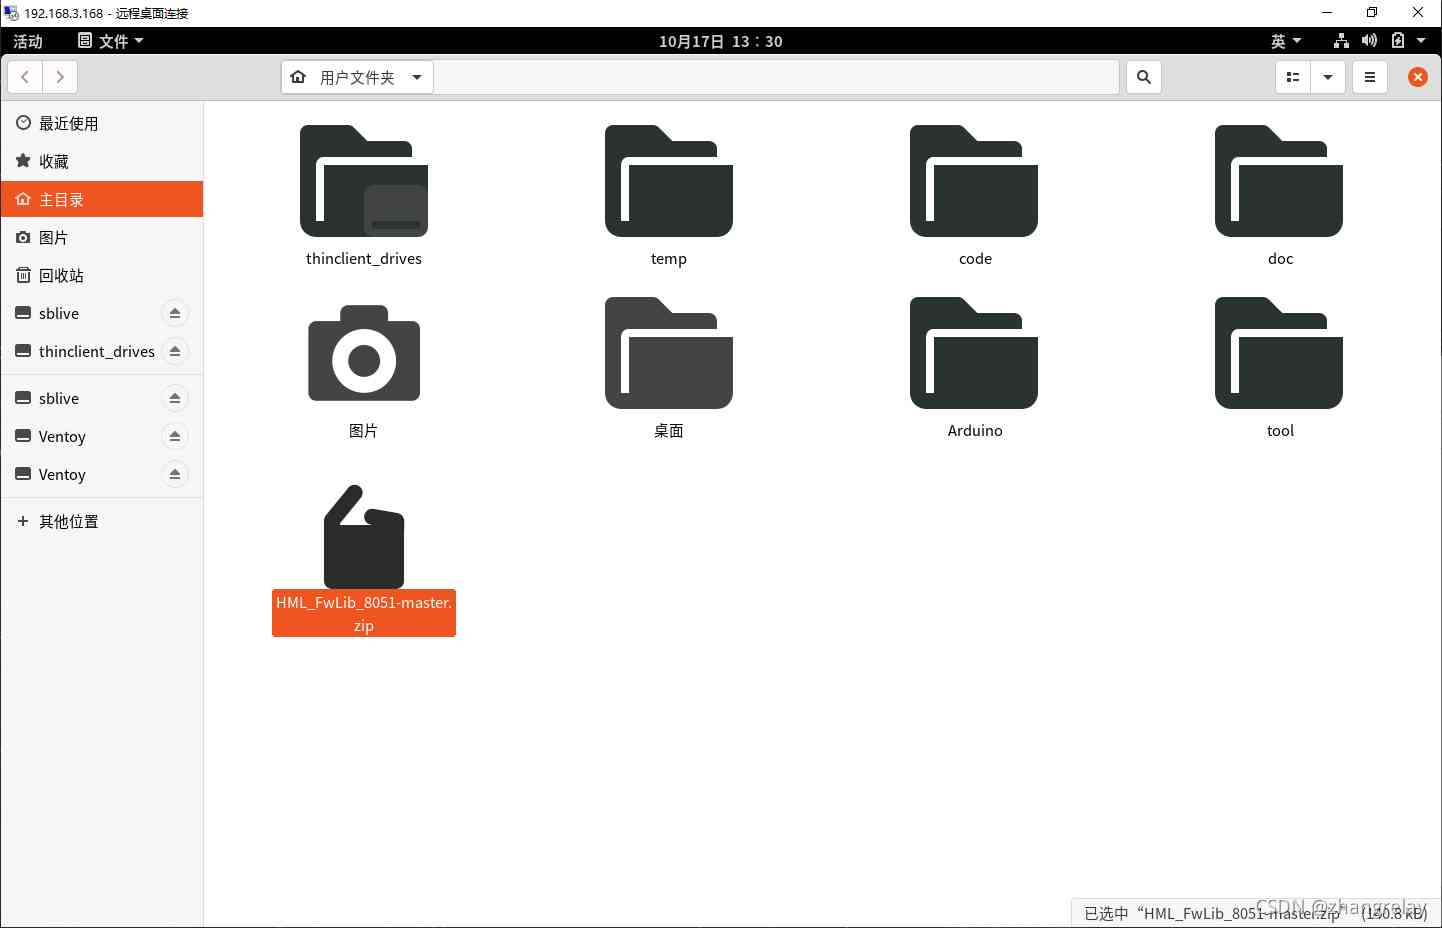 192.168.3.168 - 远程桌面连接
活动 文件 10月17日 13：30 英
用户文件夹
最近使用
收藏
主目录
图片
回收站
sblive
thinclient_drives
sblive
Ventoy
Ventoy
其他位置
thinclient_drives temp code doc
图片 桌面 Arduino tool
HML_FwLib_8051-master.
zip
已选中“HML_FwLib_8051-master.zip” (140.8 kB)
CSDN @zhangrelay